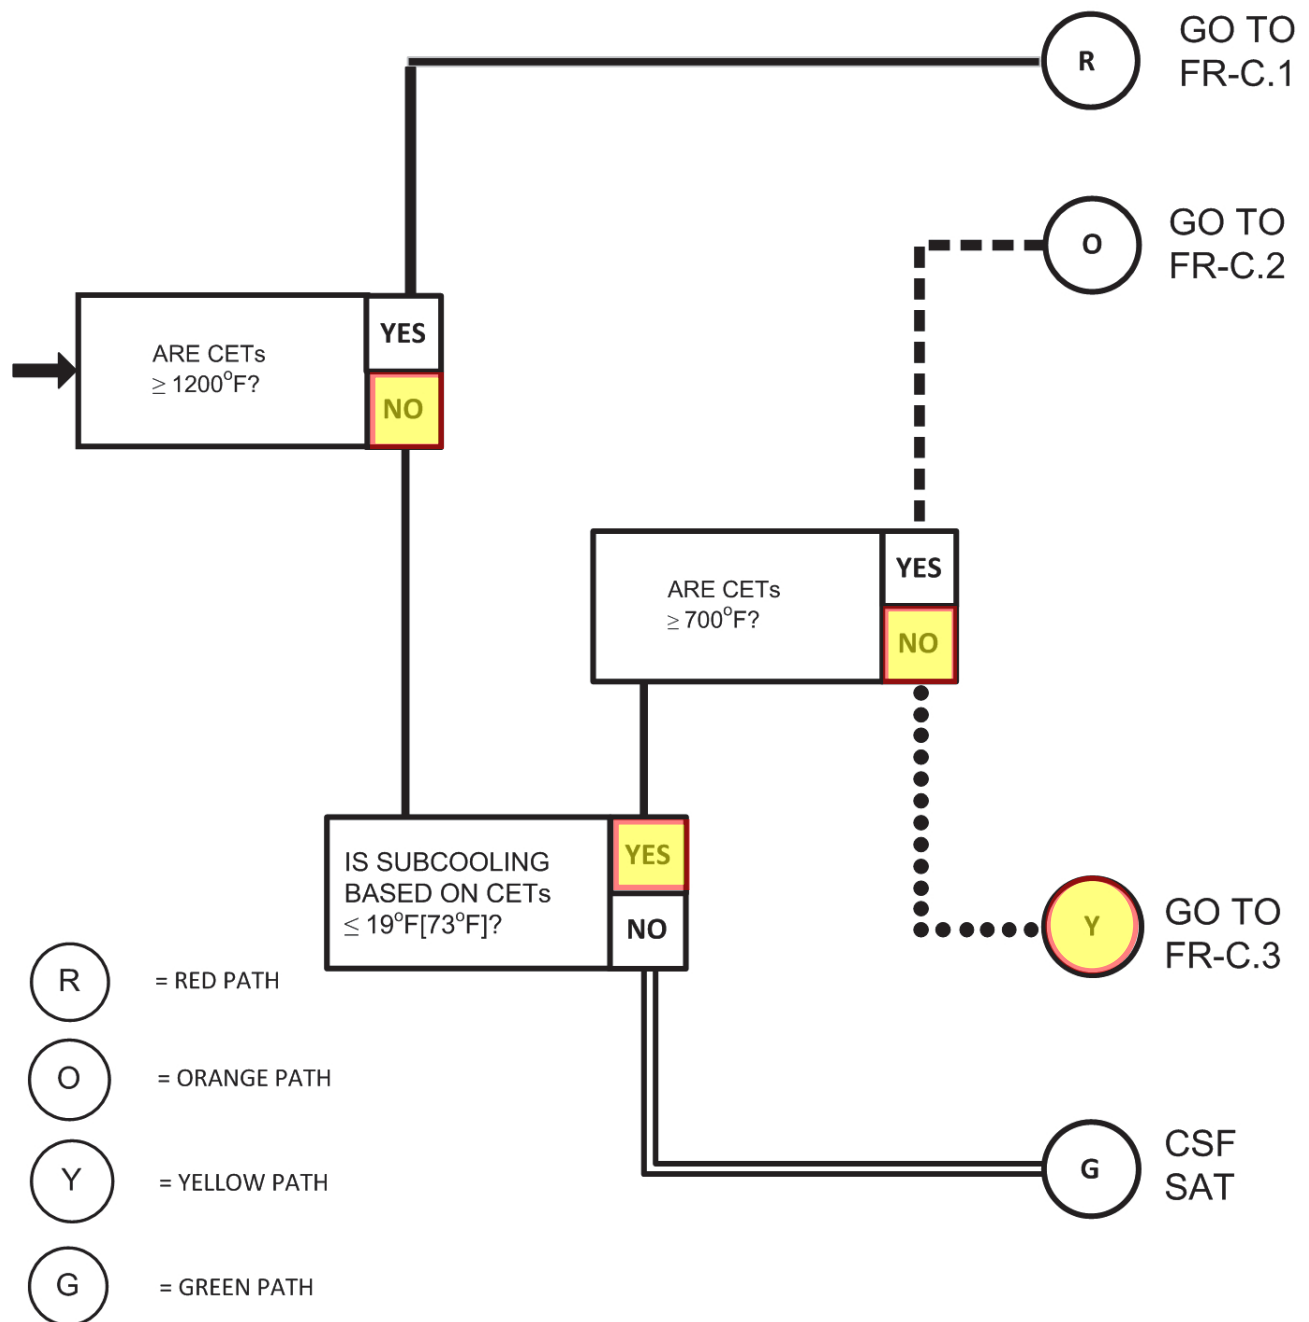 R
GO TO
FR-C.1
O
GO TO
FR-C.2
ARE CETs
≥ 1200°F?
YES
NO
ARE CETs
≥ 700°F?
YES
NO
IS SUBCOOLING
BASED ON CETs
≤ 19°F[73°F]?
YES
NO
Y
GO TO
FR-C.3
G
CSF
SAT
R = RED PATH
O = ORANGE PATH
Y = YELLOW PATH
G = GREEN PATH